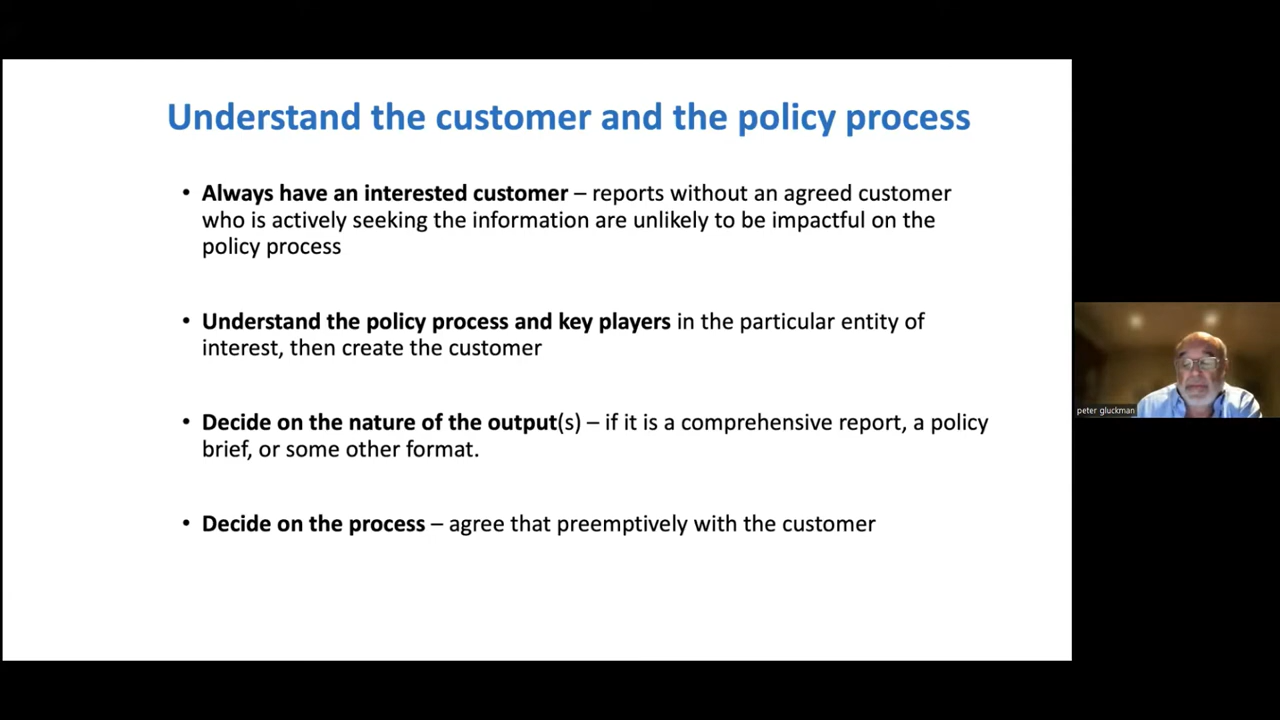 Understand the customer and the policy process
• Always have an interested customer – reports without an agreed customer
who is actively seeking the information are unlikely to be impactful on the
policy process
• Understand the policy process and key players in the particular entity of
interest, then create the customer
• Decide on the nature of the output(s) – if it is a comprehensive report, a policy
brief, or some other format.
• Decide on the process – agree that preemptively with the customer
peter gluckman